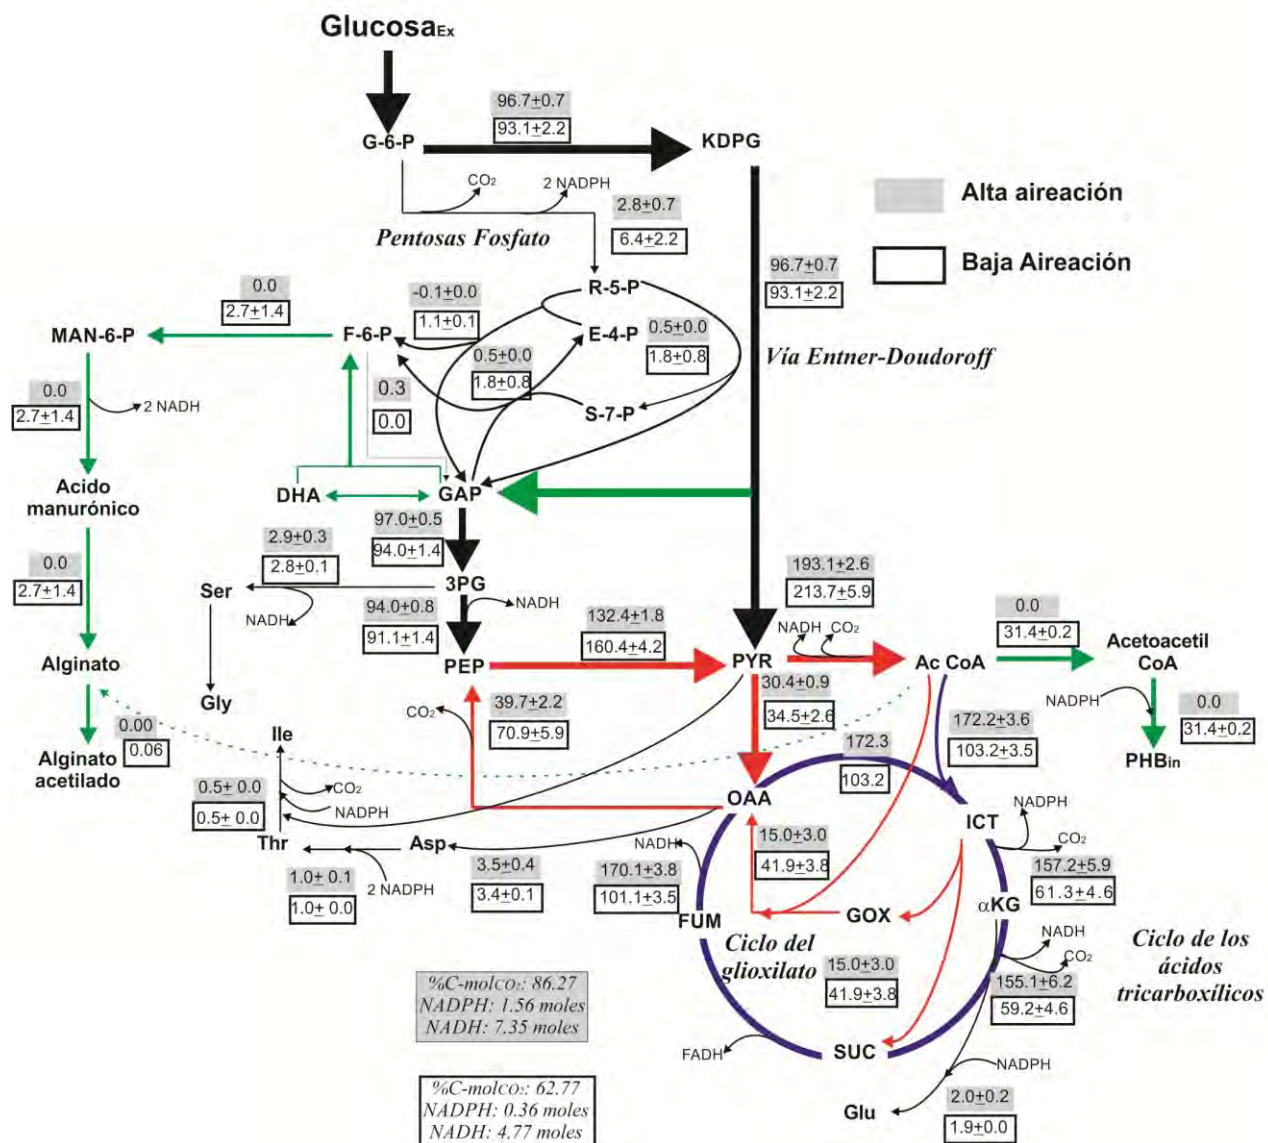 GlucosaEx
96.7±0.7
93.1±2.2
G-6-P
KDPG
CO2
2 NADPH
2.8±0.7
6.4±2.2
Pentosas Fosfato
Alta aireación
Baja Aireación
96.7±0.7
93.1±2.2
Vía Entner-Doudoroff
0.0
2.7±1.4
MAN-6-P
F-6-P
-0.1±0.0
1.1±0.1
R-5-P
E-4-P
0.5±0.0
1.8±0.8
0.5±0.0
1.8±0.8
S-7-P
0.3
0.0
0.0
2.7±1.4
2 NADH
Acido
manurónico
DHA
GAP
97.0±0.5
94.0±1.4
2.9±0.3
2.8±0.1
0.0
2.7±1.4
Ser
NADH
3PG
94.0±0.8
91.1±1.4
NADH
132.4±1.8
160.4±4.2
193.1±2.6
213.7±5.9
NADH
CO2
0.0
31.4±0.2
Alginato
Gly
PEP
PYR
Ac CoA
Acetoacetil
CoA
30.4±0.9
34.5±2.6
39.7±2.2
70.9±5.9
CO2
NADPH
0.0
31.4±0.2
PHBin
172.2±3.6
103.2±3.5
172.3
103.2
0.00
0.06
Alginato
acetilado
Ile
CO2
NADPH
0.5± 0.0
0.5± 0.0
Thr
Asp
2 NADPH
1.0± 0.1
1.0± 0.0
3.5±0.4
3.4±0.1
OAA
ICT
NADPH
CO2
15.0±3.0
41.9±3.8
NADH
170.1±3.8
101.1±3.5
157.2±5.9
61.3±4.6
FUM
GOX
αKG
Ciclo del
glioxilato
NADH
CO2
Ciclo de los
ácidos
tricarboxílicos
15.0±3.0
41.9±3.8
155.1±6.2
59.2±4.6
%C-molCO2: 86.27
NADPH: 1.56 moles
NADH: 7.35 moles
FADH
SUC
NADPH
Glu
2.0±0.2
1.9±0.0
%C-molCO2: 62.77
NADPH: 0.36 moles
NADH: 4.77 moles